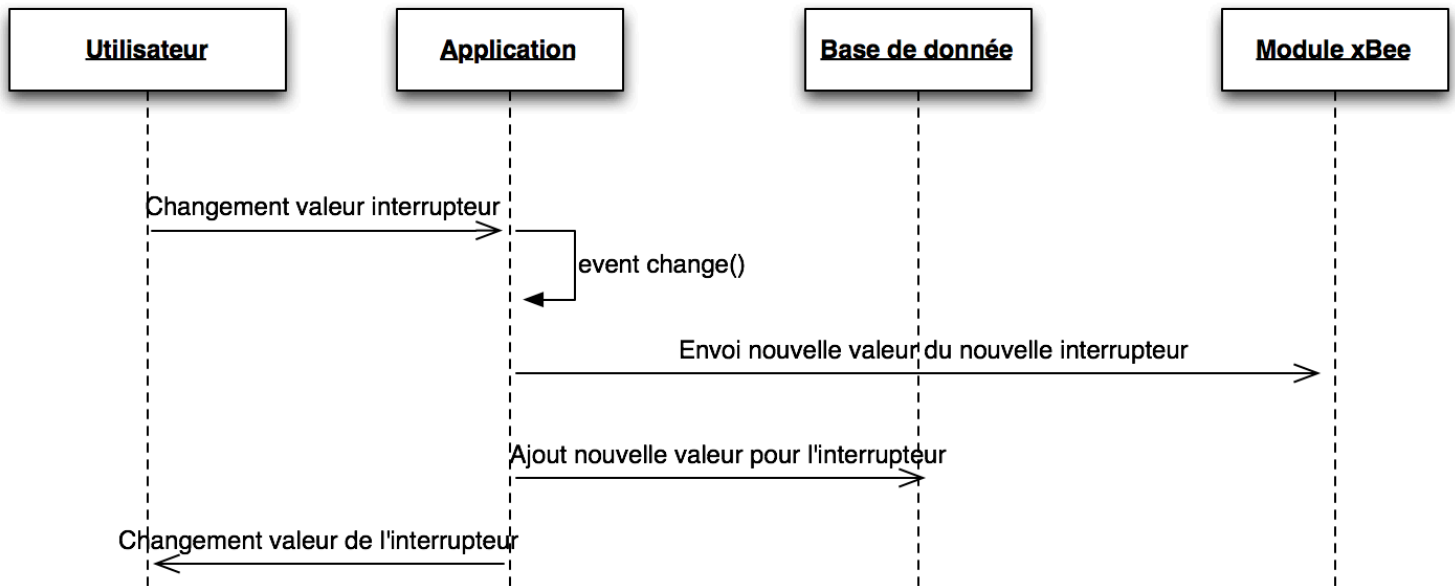 Utilisateur
Application
Base de donnée
Module xBee
Changement valeur interrupteur
event change()
Envoi nouvelle valeur du nouvelle interrupteur
Ajout nouvelle valeur pour l'interrupteur
Changement valeur de l'interrupteur